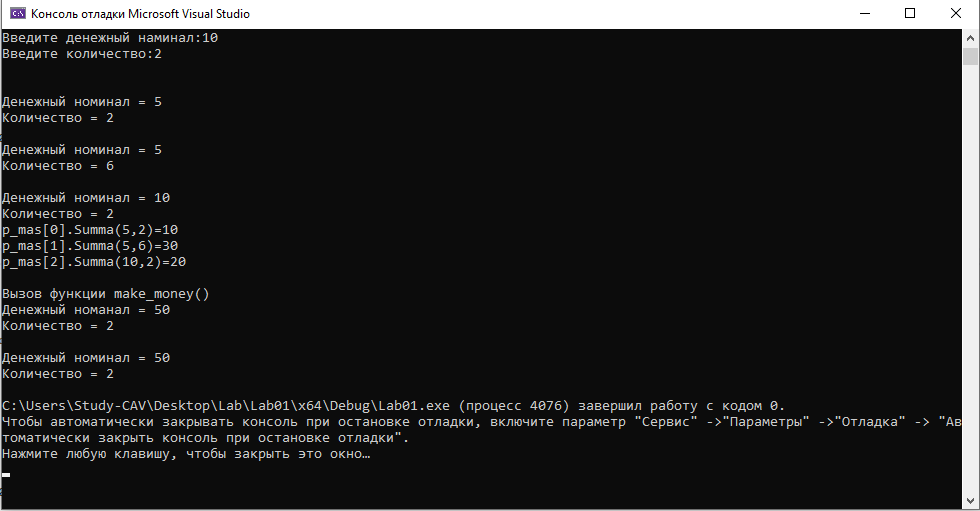 Консоль отладки Microsoft Visual Studio
Введите денежный наминал:10
Введите количество:2
Денежный номинал = 5
Количество = 2
Денежный номинал = 5
Количество = 6
Денежный номинал = 10
Количество = 2
p_mas[0].Summa(5,2)=10
p_mas[1].Summa(5,6)=30
p_mas[2].Summa(10,2)=20
Вызов функции make_money()
Денежный номанал = 50
Количество = 2
Денежный номинал = 50
Количество = 2
C:\Users\Study-CAV\Desktop\Lab\Lab01\x64\Debug\Lab01.exe (процесс 4076) завершил работу с кодом 0.
Чтобы автоматически закрывать консоль при остановке отладки, включите параметр "Сервис" ->"Параметры" ->"Отладка" -> "Ав
томатически закрыть консоль при остановке отладки".
Нажмите любую клавишу, чтобы закрыть это окно…